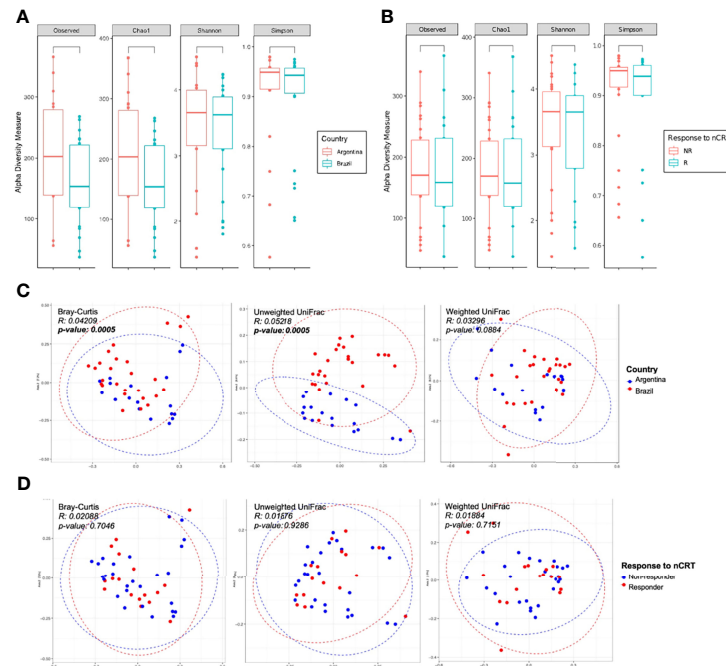 A
Observed
Chao1
Shannon
Simpson
Alpha Diversity Measure
300
200
100
400
300
200
100
4
3
2
1.0
0.9
0.8
0.7
0.6
Country
Argentina
Brazil
B
Observed
Chao1
Shannon
Simpson
Alpha Diversity Measure
400
300
200
100
400
300
200
100
4
3
2
1.0
0.9
0.8
0.7
0.6
Response to nCRT
NR
R
C
Bray-Curtis
R: 0.04209
p-value: 0.0005
Unweighted UniFrac
R: 0.05218
p-value: 0.0005
Weighted UniFrac
R: 0.03296
p-value: 0.0884
Country
Argentina
Brazil
D
Bray-Curtis
R: 0.02088
p-value: 0.7046
Unweighted UniFrac
R: 0.01576
p-value: 0.9286
Weighted UniFrac
R: 0.01884
p-value: 0.7151
Response to nCRT
Non-responder
Responder